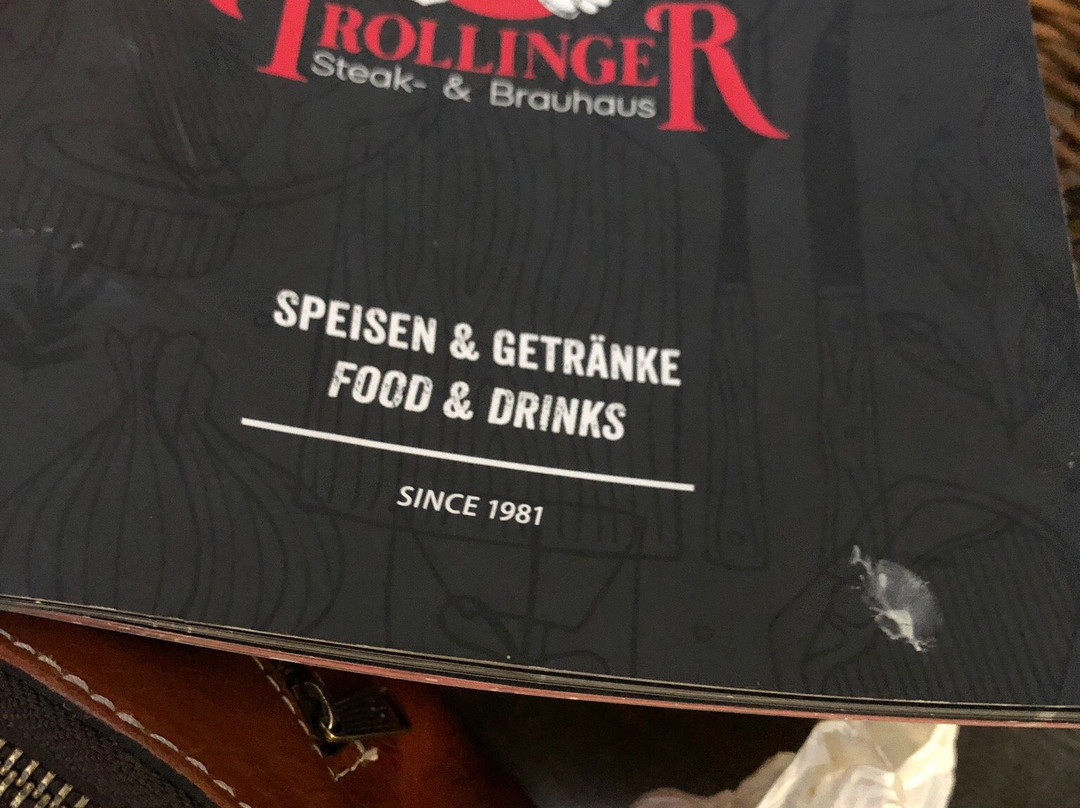 TROLLINGER
Steak- & Brauhaus
SPEISEN & GETRÄNKE
FOOD & DRINKS
SINCE 1981